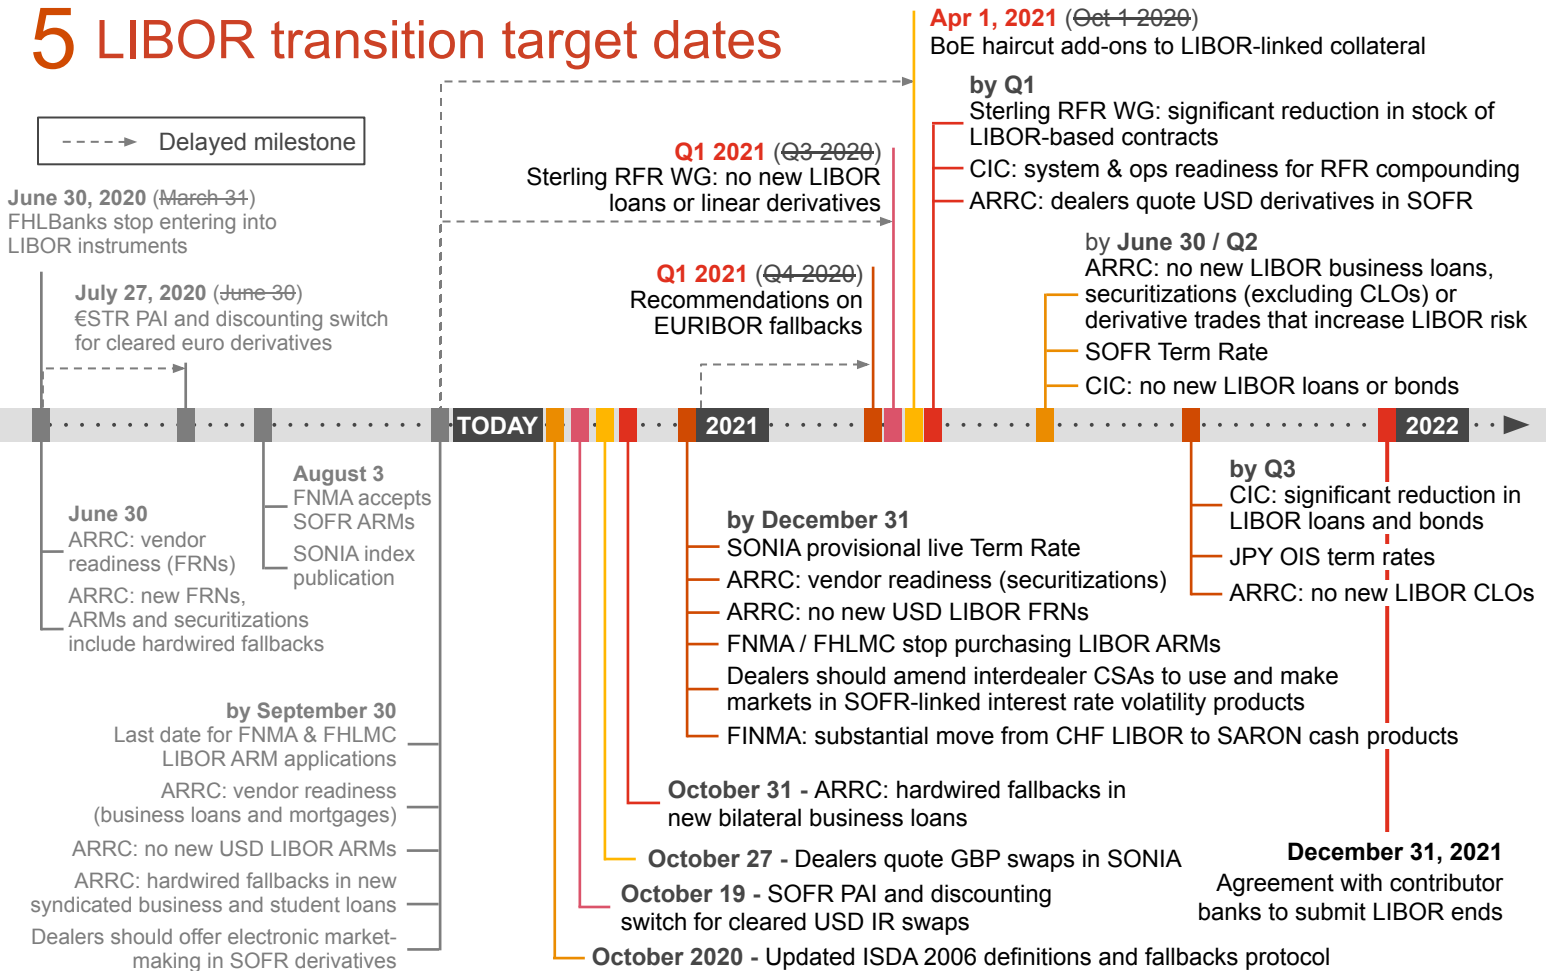 5 LIBOR transition target dates
Delayed milestone
June 30, 2020 (March 31)
FHLBanks stop entering into
LIBOR instruments
July 27, 2020 (June 30)
€STR PAI and discounting switch
for cleared euro derivatives
Apr 1, 2021 (Oct 1 2020)
BoE haircut add-ons to LIBOR-linked collateral
Q1 2021 (Q3 2020)
Sterling RFR WG: no new LIBOR
loans or linear derivatives
Q1 2021 (Q4 2020)
Recommendations on
EURIBOR fallbacks
by Q1
Sterling RFR WG: significant reduction in stock of
LIBOR-based contracts
CIC: system & ops readiness for RFR compounding
ARRC: dealers quote USD derivatives in SOFR
by June 30 / Q2
ARRC: no new LIBOR business loans,
securitizations (excluding CLOs) or
derivative trades that increase LIBOR risk
SOFR Term Rate
CIC: no new LIBOR loans or bonds
TODAY
2021
2022
June 30
ARRC: vendor
readiness (FRNs)
ARRC: new FRNs,
ARMs and securitizations
include hardwired fallbacks
August 3
FNMA accepts
SOFR ARMs
SONIA index
publication
by September 30
Last date for FNMA & FHLMC
LIBOR ARM applications
ARRC: vendor readiness
(business loans and mortgages)
ARRC: no new USD LIBOR ARMs
ARRC: hardwired fallbacks in new
syndicated business and student loans
Dealers should offer electronic market-
making in SOFR derivatives
by December 31
SONIA provisional live Term Rate
ARRC: vendor readiness (securitizations)
ARRC: no new USD LIBOR FRNs
FNMA / FHLMC stop purchasing LIBOR ARMs
Dealers should amend interdealer CSAs to use and make
markets in SOFR-linked interest rate volatility products
FINMA: substantial move from CHF LIBOR to SARON cash products
October 31 - ARRC: hardwired fallbacks in
new bilateral business loans
October 27 - Dealers quote GBP swaps in SONIA
October 19 - SOFR PAI and discounting
switch for cleared USD IR swaps
October 2020 - Updated ISDA 2006 definitions and fallbacks protocol
by Q3
CIC: significant reduction in
LIBOR loans and bonds
JPY OIS term rates
ARRC: no new LIBOR CLOs
December 31, 2021
Agreement with contributor
banks to submit LIBOR ends